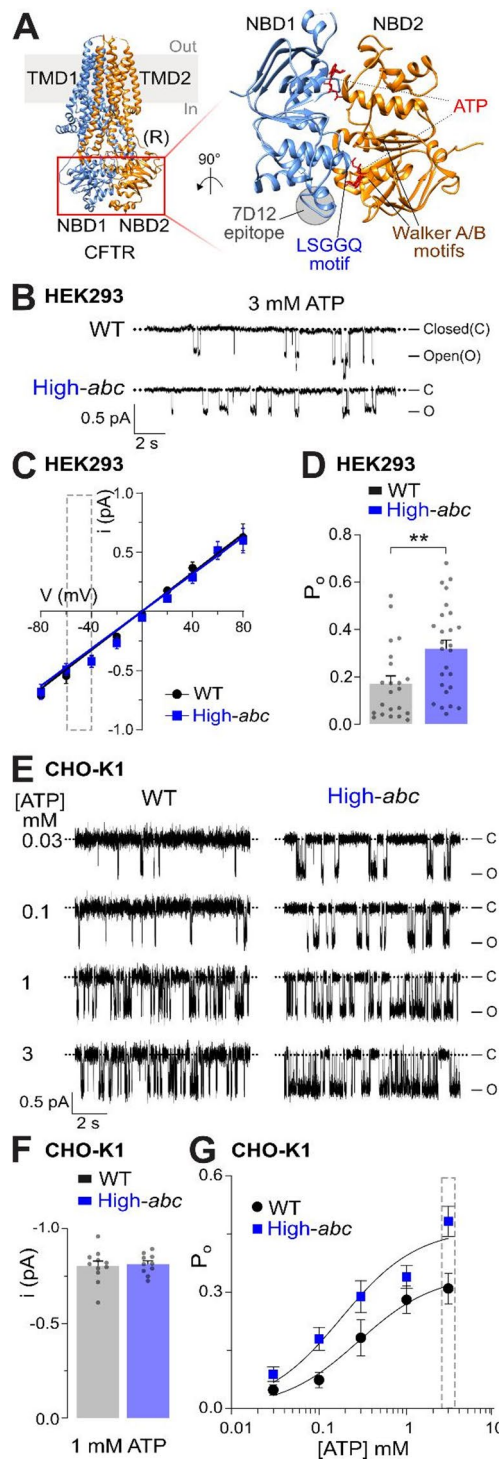 A
Out
TMD1
TMD2
In
(R)
NBD1
NBD2
CFTR
90°
NBD1
NBD2
ATP
7D12
epitope
LSGGQ
motif
Walker A/B
motifs
B HEK293
3 mM ATP
WT
Closed(C)
Open(O)
High-abc
C
O
0.5 pA
2 s
C HEK293
i (pA)
1.0
0.5
V (mV)
-80
-40
40
80
-0.5
-1.0
WT
High-abc
D HEK293
WT
High-abc
**
Po
0.8
0.6
0.4
0.2
0.0
E CHO-K1
[ATP]
mM
WT
High-abc
0.03
C
O
0.1
C
O
1
C
O
3
C
O
0.5 pA
2 s
F CHO-K1
WT
High-abc
i (pA)
-1.0
-0.5
0.0
1 mM ATP
G CHO-K1
WT
High-abc
Po
0.6
0.3
0.0
0.01
0.1
1
10
[ATP] mM